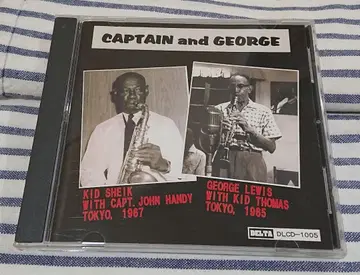 CAPTAIN and GEORGE
KID SHEIK
WITH CAPT. JOHN HANDY
TOKYO, 1967
GEORGE LEWIS
WITH KID THOMAS
TOKYO, 1965
DELTA DLCD-1005